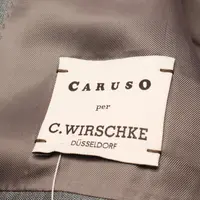 CARUSO
per
C. WIRSCHKE
DÜSSELDORF